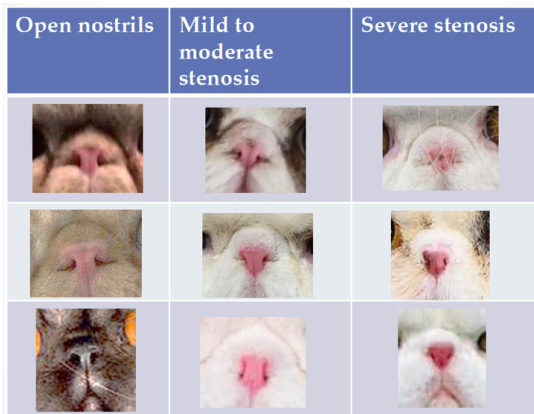 Open nostrils
Mild to
moderate
stenosis
Severe stenosis